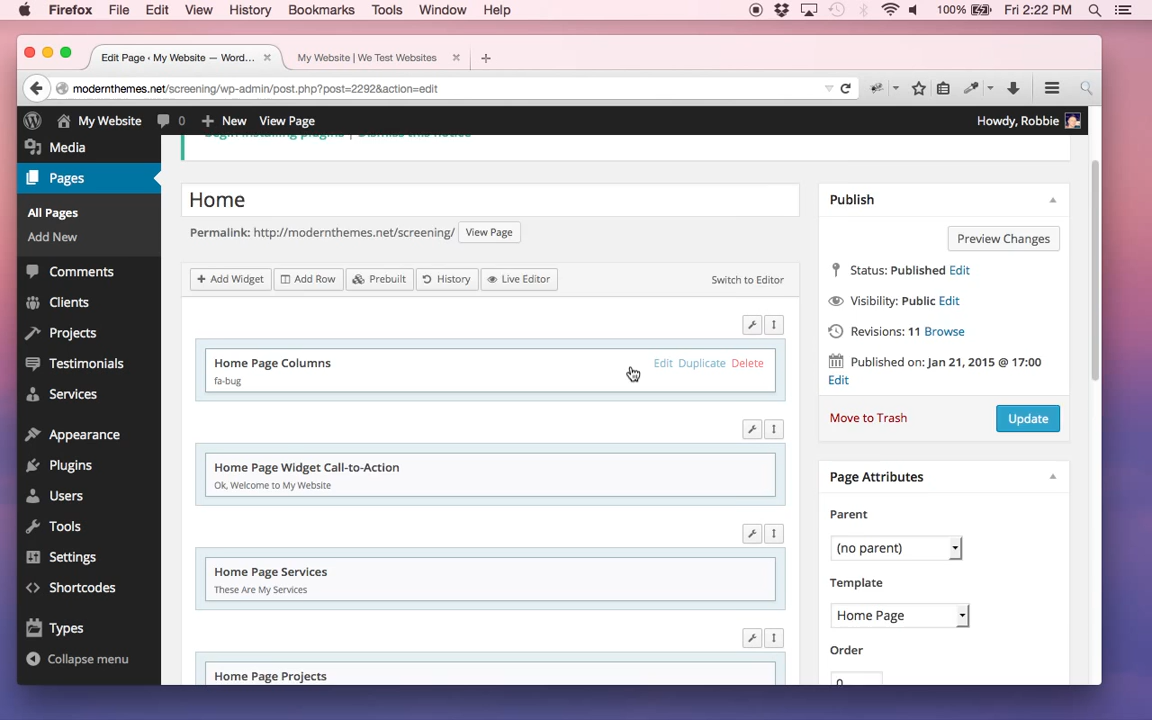 Firefox File Edit View History Bookmarks Tools Window Help 100% Fri 2:22 PM
Edit Page ‹ My Website — Word... × My Website | We Test Websites × +
modernthemes.net/screening/wp-admin/post.php?post=2292&action=edit
My Website 0 + New View Page Howdy, Robbie
Begin installing plugins | Dismiss this notice
Media
Pages
All Pages
Add New
Comments
Clients
Projects
Testimonials
Services
Appearance
Plugins
Users
Tools
Settings
Shortcodes
Types
Collapse menu
Home
Permalink: http://modernthemes.net/screening/ View Page
+ Add Widget Add Row Prebuilt History Live Editor Switch to Editor
Home Page Columns Edit Duplicate Delete
fa-bug
Home Page Widget Call-to-Action
Ok, Welcome to My Website
Home Page Services
These Are My Services
Home Page Projects
Publish
Preview Changes
Status: Published Edit
Visibility: Public Edit
Revisions: 11 Browse
Published on: Jan 21, 2015 @ 17:00
Edit
Move to Trash Update
Page Attributes
Parent
(no parent)
Template
Home Page
Order
0